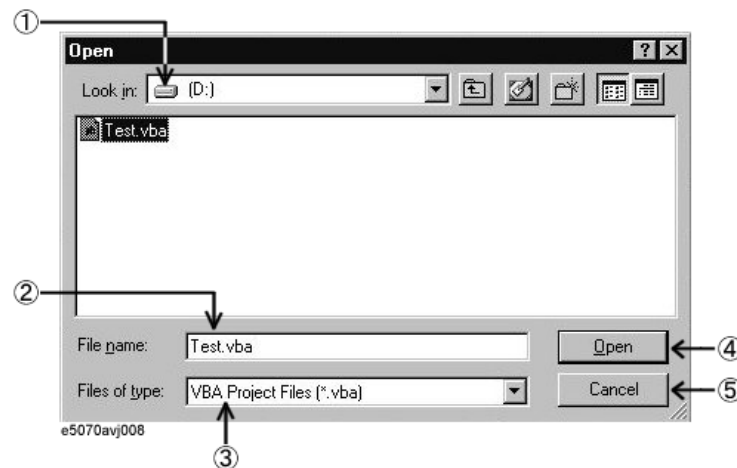 ①
Open
Look in: (D:)
Test.vba
②
File name: Test.vba Open ④
Files of type: VBA Project Files (*.vba) Cancel ⑤
e5070avj008
③